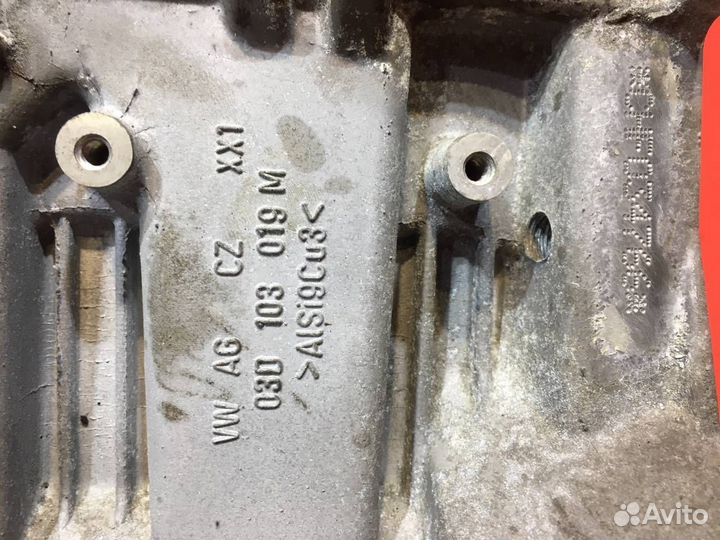 VW AG CZ XX1
03D 103 019 M
>AlSi9Cu3<
Avito